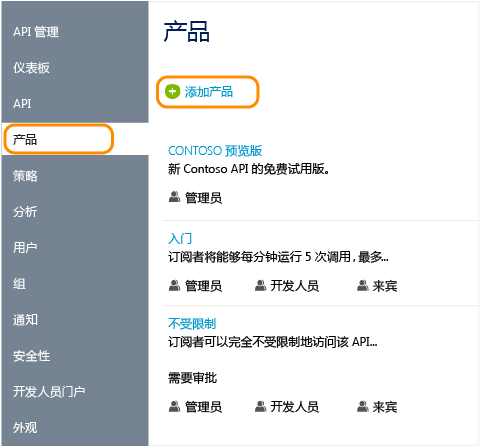 API 管理
仪表板
API
产品
策略
分析
用户
组
通知
安全性
开发人员门户
外观
产品
添加产品
CONTOSO 预览版
新 Contoso API 的免费试用版。
管理员
入门
订阅者将能够每分钟运行 5 次调用 , 最多...
管理员 开发人员 来宾
不受限制
订阅者可以完全不受限制地访问该 API...
需要审批
管理员 开发人员 来宾